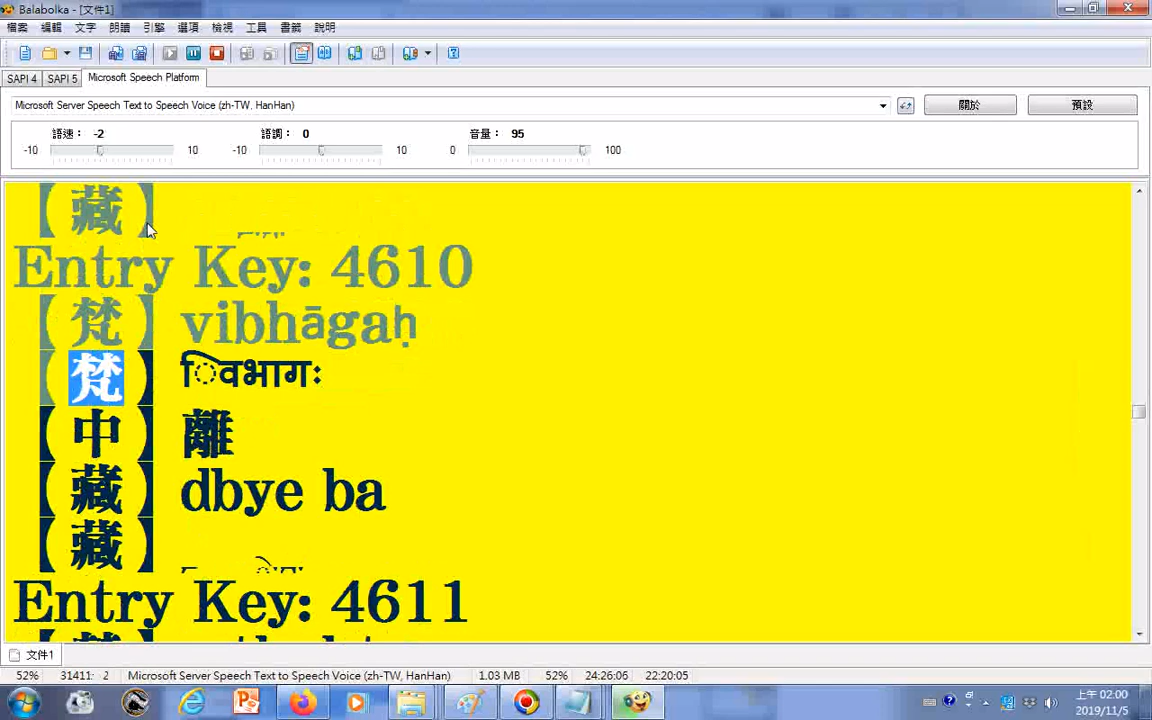 Balabolka - [文件1]
檔案 編輯 文字 朗讀 引擎 選項 檢視 工具 書籤 說明
SAPI 4 SAPI 5 Microsoft Speech Platform
Microsoft Server Speech Text to Speech Voice (zh-TW, HanHan) 關於 預設
語速： -2 語調： 0 音量： 95
-10 10 -10 10 0 100
【藏】
Entry Key: 4610
【梵】 vibhāgaḥ
【梵】 विभागः
【中】 離
【藏】 dbye ba
【藏】
Entry Key: 4611
文件1
52% 31411: 2 Microsoft Server Speech Text to Speech Voice (zh-TW, HanHan) 1.03 MB 52% 24:26:06 22:20:05
上午 02:00
2019/11/5